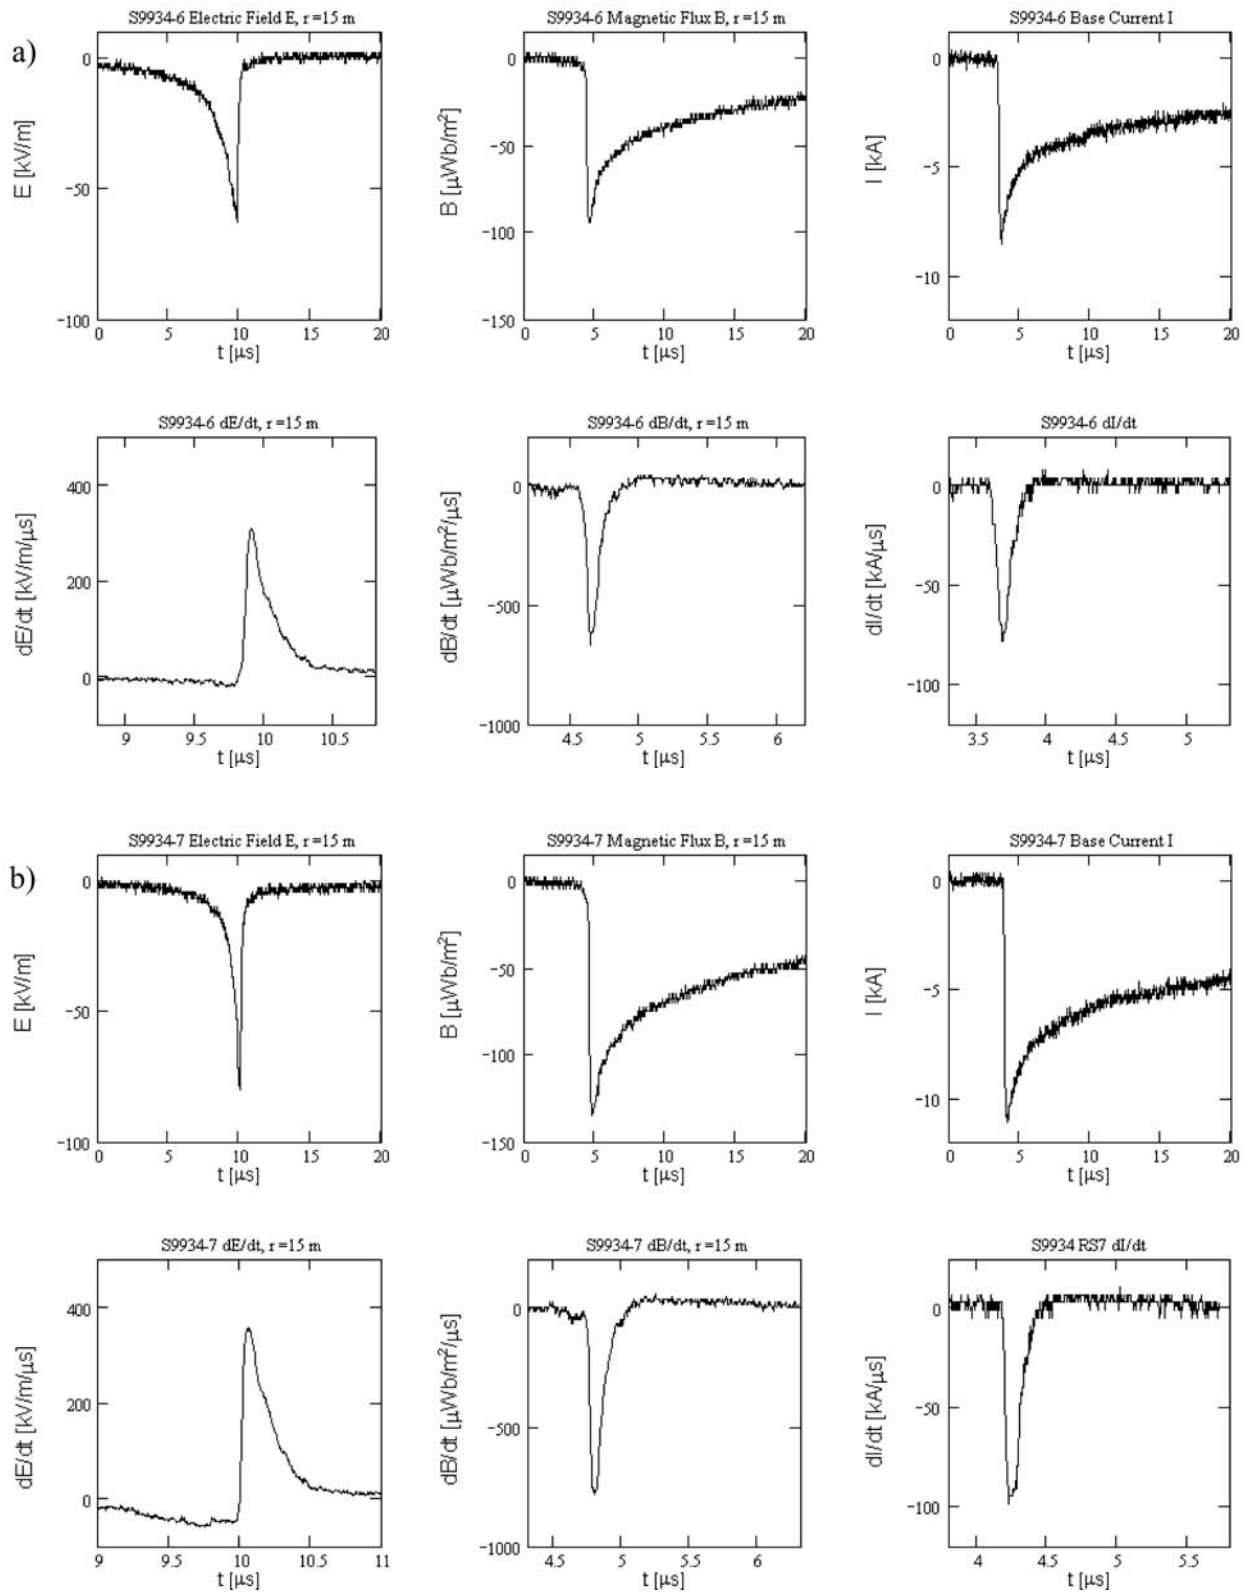 a)
S9934-6 Electric Field E, r =15 m
E [kV/m]
0
−50
−100
0 5 10 15 20
t [μs]
S9934-6 Magnetic Flux B, r =15 m
B [μWb/m²]
0
−50
−100
−150
0 5 10 15 20
t [μs]
S9934-6 Base Current I
I [kA]
0
−5
−10
0 5 10 15 20
t [μs]
S9934-6 dE/dt, r =15 m
dE/dt [kV/m/μs]
400
200
0
9 9.5 10 10.5
t [μs]
S9934-6 dB/dt, r =15 m
dB/dt [μWb/m²/μs]
0
−500
−1000
4.5 5 5.5 6
t [μs]
S9934-6 dI/dt
dI/dt [kA/μs]
0
−50
−100
3.5 4 4.5 5
t [μs]
b)
S9934-7 Electric Field E, r =15 m
E [kV/m]
0
−50
−100
0 5 10 15 20
t [μs]
S9934-7 Magnetic Flux B, r =15 m
B [μWb/m²]
0
−50
−100
−150
0 5 10 15 20
t [μs]
S9934-7 Base Current I
I [kA]
0
−5
−10
0 5 10 15 20
t [μs]
S9934-7 dE/dt, r =15 m
dE/dt [kV/m/μs]
400
200
0
9 9.5 10 10.5 11
t [μs]
S9934-7 dB/dt, r =15 m
dB/dt [μWb/m²/μs]
0
−500
−1000
4.5 5 5.5 6
t [μs]
S9934 RS7 dI/dt
dI/dt [kA/μs]
0
−50
−100
4 4.5 5 5.5
t [μs]